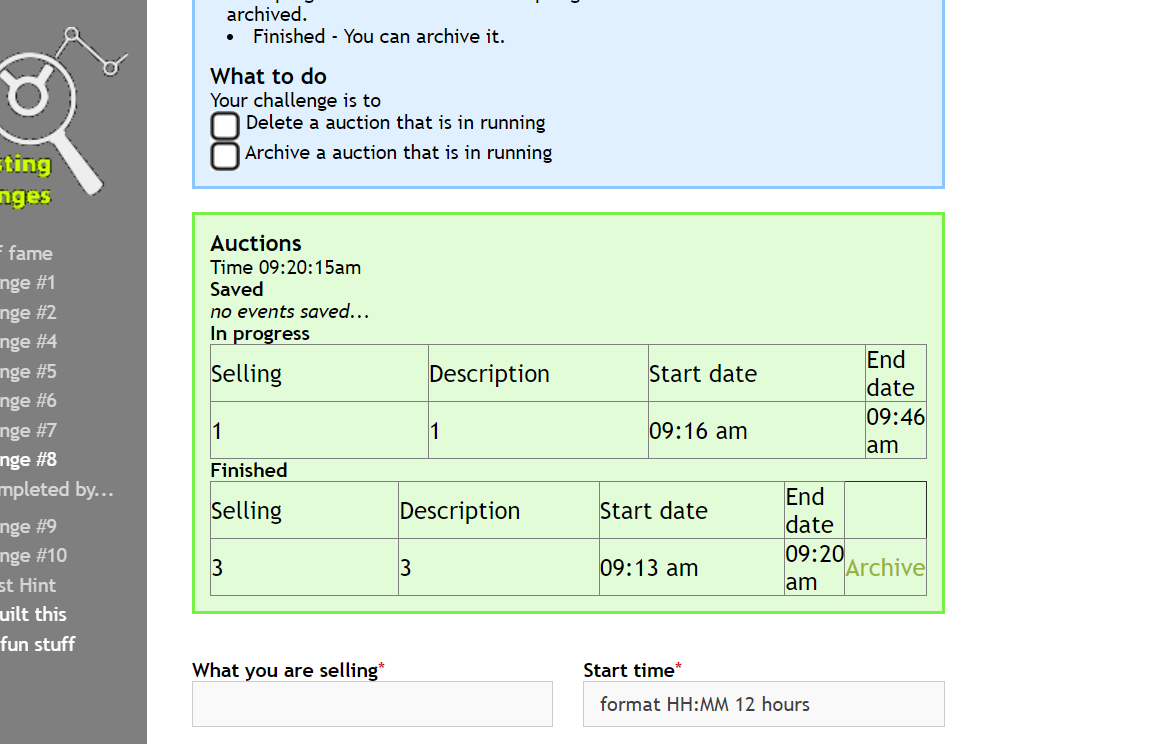 archived.
• Finished - You can archive it.
What to do
Your challenge is to
Delete a auction that is in running
Archive a auction that is in running
sting
nges
fame
nge #1
nge #2
nge #4
nge #5
nge #6
nge #7
nge #8
mpleted by...
nge #9
nge #10
st Hint
uilt this
fun stuff
Auctions
Time 09:20:15am
Saved
no events saved...
In progress
Selling Description Start date End date
1 1 09:16 am 09:46 am
Finished
Selling Description Start date End date
3 3 09:13 am 09:20 am Archive
What you are selling* Start time*
format HH:MM 12 hours